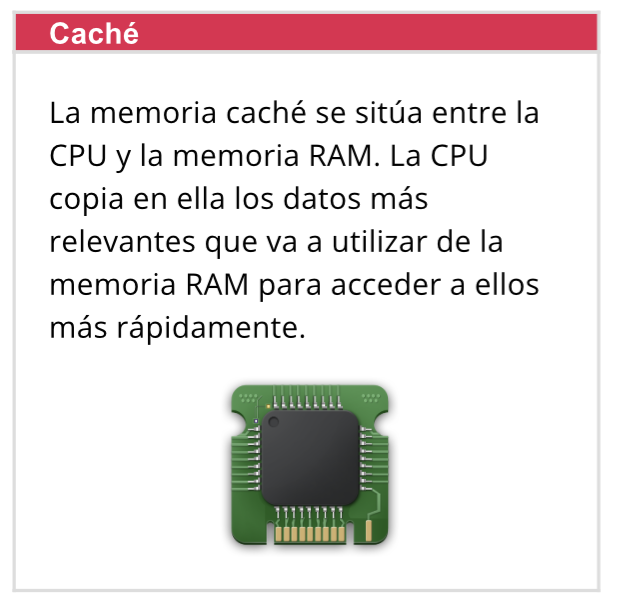 Caché
La memoria caché se sitúa entre la
CPU y la memoria RAM. La CPU
copia en ella los datos más
relevantes que va a utilizar de la
memoria RAM para acceder a ellos
más rápidamente.